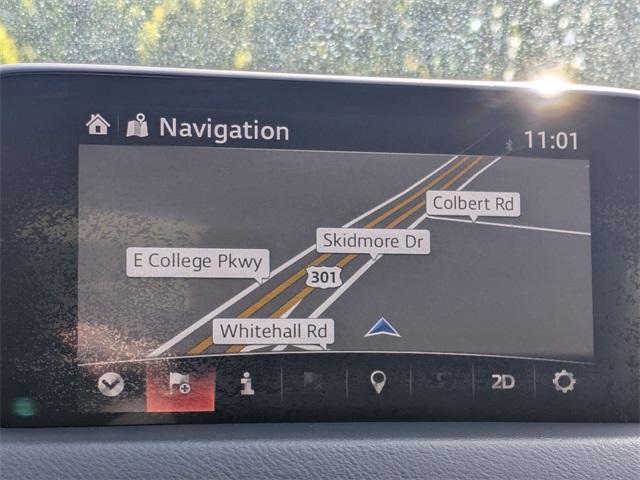 Navigation
11:01
Colbert Rd
Skidmore Dr
E College Pkwy
301
Whitehall Rd
2D